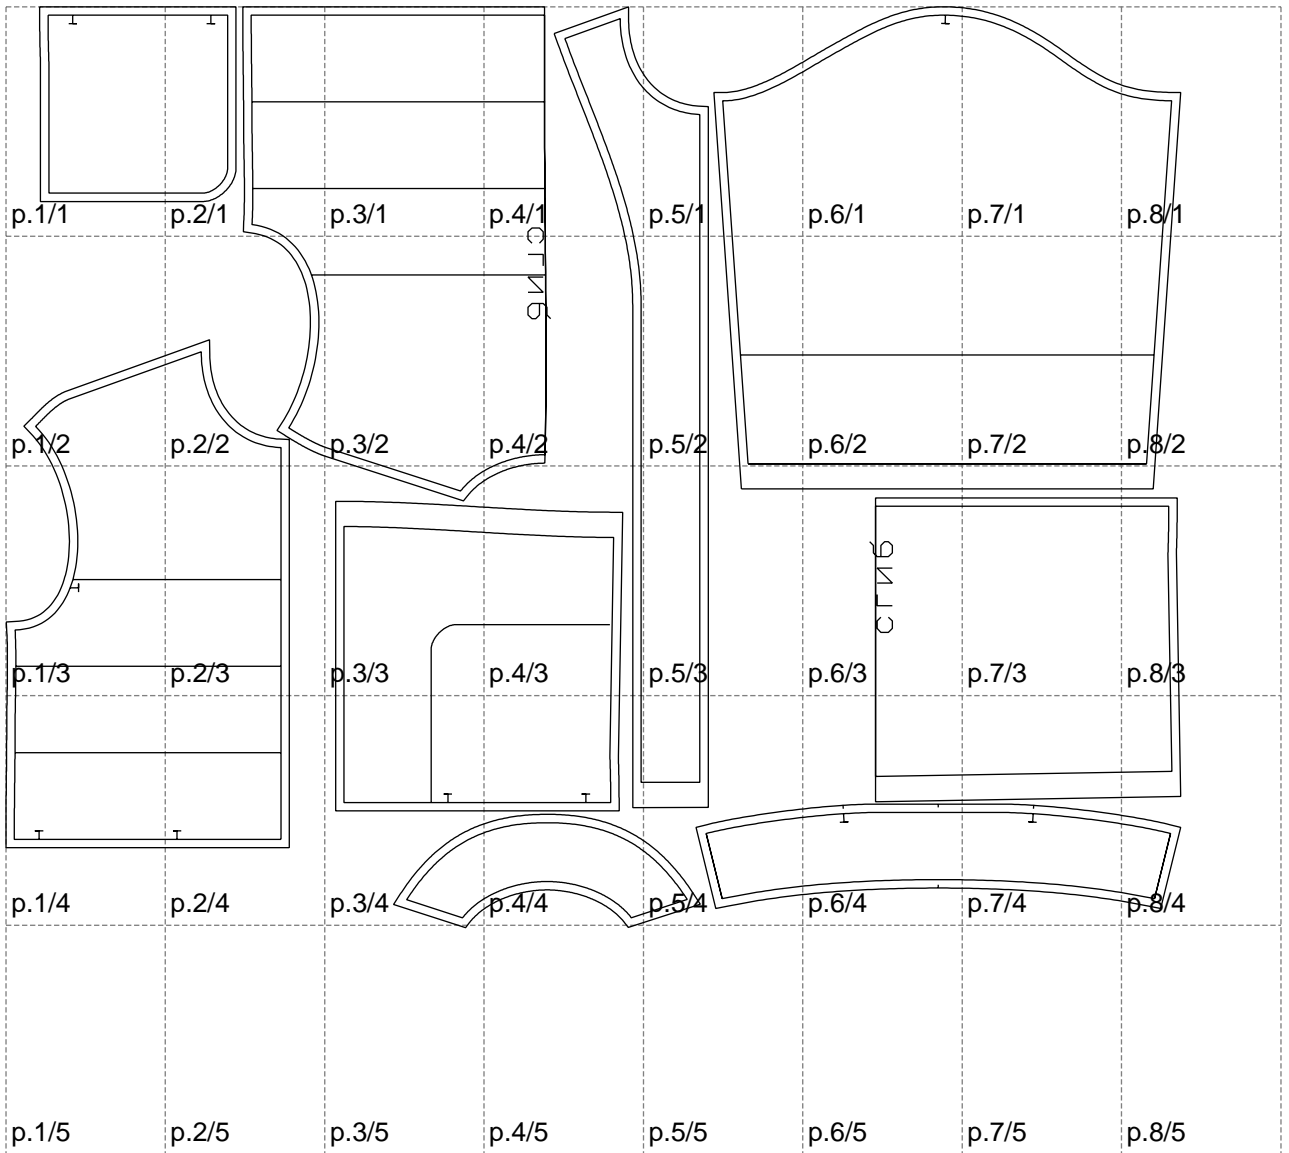 p.1/1 p.2/1 p.3/1 p.4/1 p.5/1 p.6/1 p.7/1 p.8/1
сгиб
p.1/2 p.2/2 p.3/2 p.4/2 p.5/2 p.6/2 p.7/2 p.8/2
сгиб
p.1/3 p.2/3 p.3/3 p.4/3 p.5/3 p.6/3 p.7/3 p.8/3
p.1/4 p.2/4 p.3/4 p.4/4 p.5/4 p.6/4 p.7/4 p.8/4
p.1/5 p.2/5 p.3/5 p.4/5 p.5/5 p.6/5 p.7/5 p.8/5